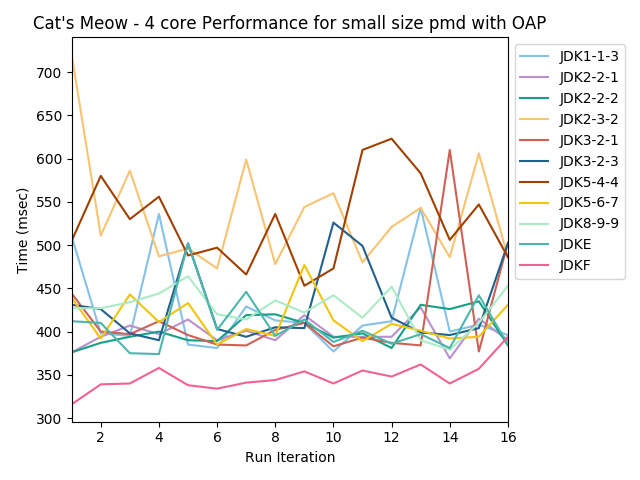 Cat's Meow - 4 core Performance for small size pmd with OAP
Time (msec)
700
650
600
550
500
450
400
350
300
2 4 6 8 10 12 14 16
Run Iteration
JDK1-1-3
JDK2-2-1
JDK2-2-2
JDK2-3-2
JDK3-2-1
JDK3-2-3
JDK5-4-4
JDK5-6-7
JDK8-9-9
JDKE
JDKF